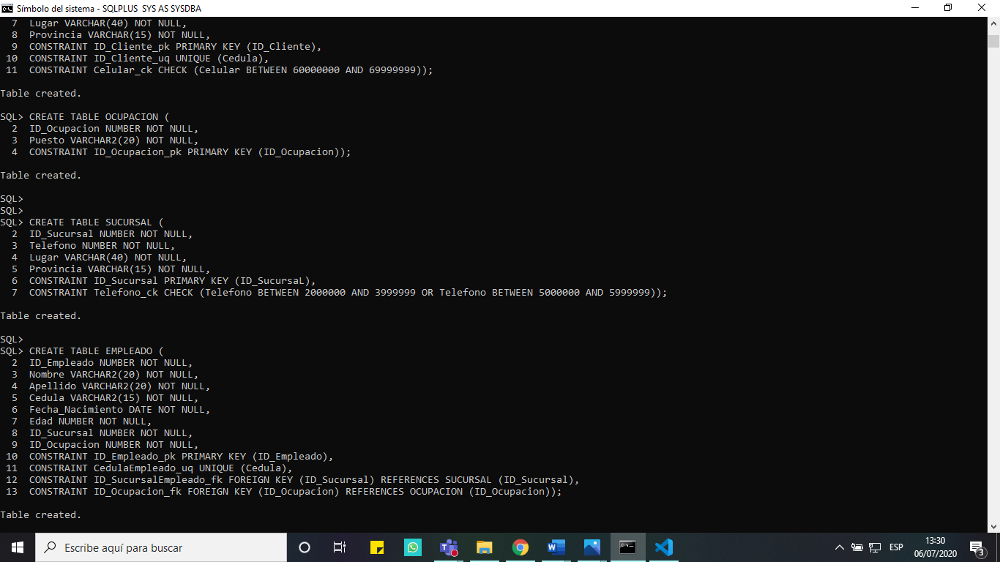 Símbolo del sistema - SQLPLUS  SYS AS SYSDBA
  7  Lugar VARCHAR(40) NOT NULL,
  8  Provincia VARCHAR(15) NOT NULL,
  9  CONSTRAINT ID_Cliente_pk PRIMARY KEY (ID_Cliente),
 10  CONSTRAINT ID_Cliente_uq UNIQUE (Cedula),
 11  CONSTRAINT Celular_ck CHECK (Celular BETWEEN 60000000 AND 69999999));
Table created.
SQL> CREATE TABLE OCUPACION (
  2  ID_Ocupacion NUMBER NOT NULL,
  3  Puesto VARCHAR2(20) NOT NULL,
  4  CONSTRAINT ID_Ocupacion_pk PRIMARY KEY (ID_Ocupacion));
Table created.
SQL>
SQL>
SQL> CREATE TABLE SUCURSAL (
  2  ID_Sucursal NUMBER NOT NULL,
  3  Telefono NUMBER NOT NULL,
  4  Lugar VARCHAR(40) NOT NULL,
  5  Provincia VARCHAR(15) NOT NULL,
  6  CONSTRAINT ID_Sucursal PRIMARY KEY (ID_SucursaL),
  7  CONSTRAINT Telefono_ck CHECK (Telefono BETWEEN 2000000 AND 3999999 OR Telefono BETWEEN 5000000 AND 5999999));
Table created.
SQL>
SQL> CREATE TABLE EMPLEADO (
  2  ID_Empleado NUMBER NOT NULL,
  3  Nombre VARCHAR2(20) NOT NULL,
  4  Apellido VARCHAR2(20) NOT NULL,
  5  Cedula VARCHAR2(15) NOT NULL,
  6  Fecha_Nacimiento DATE NOT NULL,
  7  Edad NUMBER NOT NULL,
  8  ID_Sucursal NUMBER NOT NULL,
  9  ID_Ocupacion NUMBER NOT NULL,
 10  CONSTRAINT ID_Empleado_pk PRIMARY KEY (ID_Empleado),
 11  CONSTRAINT CedulaEmpleado_uq UNIQUE (Cedula),
 12  CONSTRAINT ID_SucursalEmpleado_fk FOREIGN KEY (ID_Sucursal) REFERENCES SUCURSAL (ID_Sucursal),
 13  CONSTRAINT ID_Ocupacion_fk FOREIGN KEY (ID_Ocupacion) REFERENCES OCUPACION (ID_Ocupacion));
Table created.
Escribe aquí para buscar
ESP
13:30
06/07/2020
3